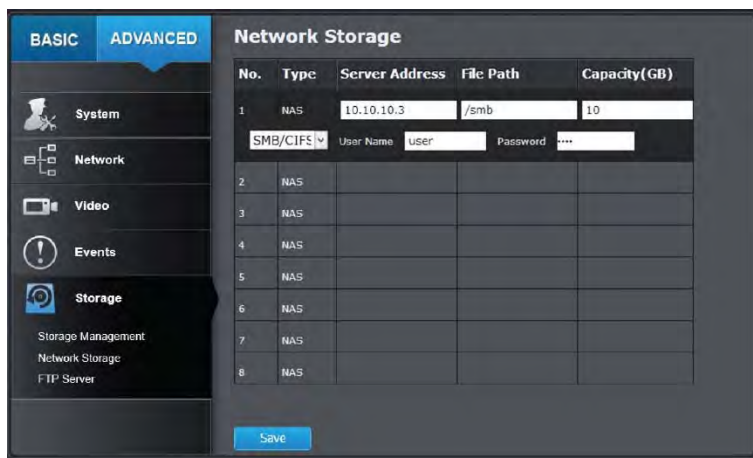 BASIC ADVANCED
Network Storage
No. Type Server Address File Path Capacity(GB)
1 NAS 10.10.10.3 /smb 10
SMB/CIFS User Name user Password ••••
2 NAS
3 NAS
4 NAS
5 NAS
6 NAS
7 NAS
8 NAS
System
Network
Video
Events
Storage
Storage Management
Network Storage
FTP Server
Save